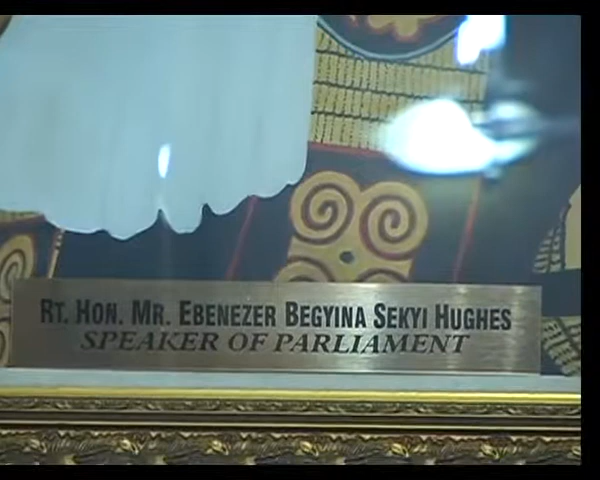 RT. HON. MR. EBENEZER BEGYINA SEKYI HUGHES
SPEAKER OF PARLIAMENT